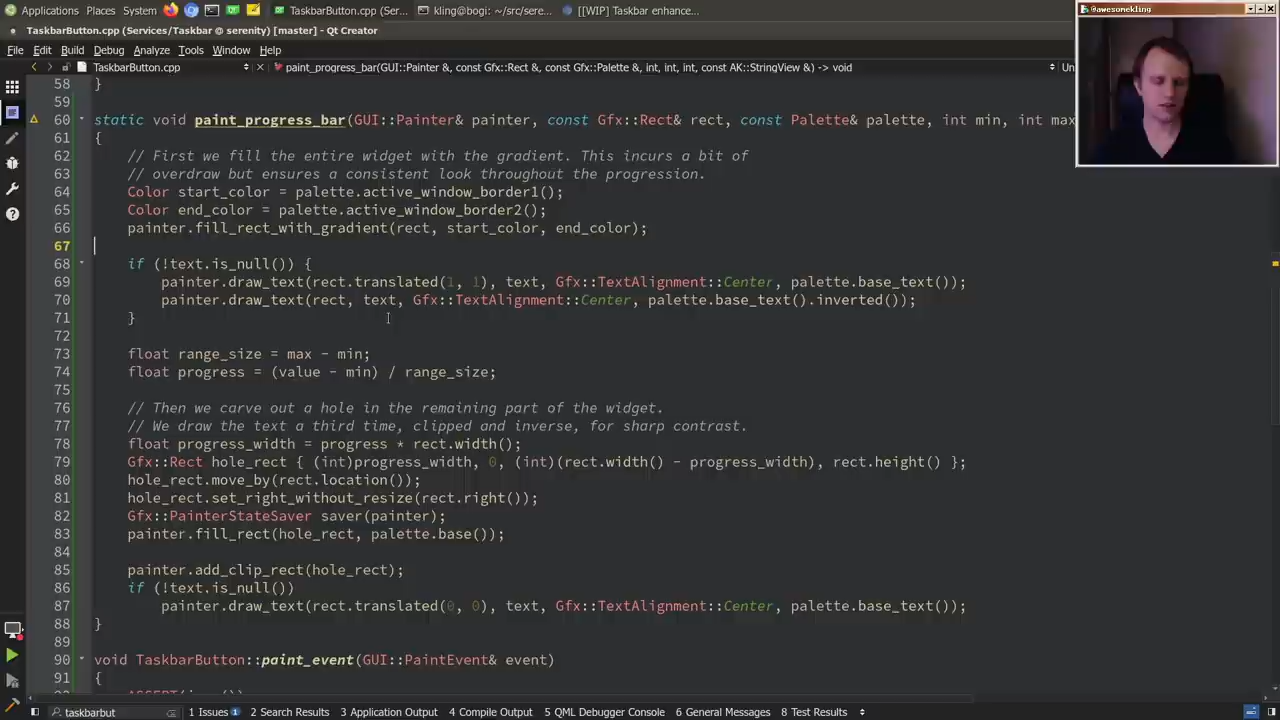 Applications Places System TaskbarButton.cpp (Ser... kling@bogi: ~/src/sere... [[WIP] Taskbar enhance...
@awesomekling
TaskbarButton.cpp (Services/Taskbar @ serenity) [master] - Qt Creator
File Edit Build Debug Analyze Tools Window Help
TaskbarButton.cpp paint_progress_bar(GUI::Painter &, const Gfx::Rect &, const Gfx::Palette &, int, int, int, const AK::StringView &) -> void Un
58 }
59
60 static void paint_progress_bar(GUI::Painter& painter, const Gfx::Rect& rect, const Palette& palette, int min, int max
61 {
62 // First we fill the entire widget with the gradient. This incurs a bit of
63 // overdraw but ensures a consistent look throughout the progression.
64 Color start_color = palette.active_window_border1();
65 Color end_color = palette.active_window_border2();
66 painter.fill_rect_with_gradient(rect, start_color, end_color);
67
68 if (!text.is_null()) {
69 painter.draw_text(rect.translated(1, 1), text, Gfx::TextAlignment::Center, palette.base_text());
70 painter.draw_text(rect, text, Gfx::TextAlignment::Center, palette.base_text().inverted());
71 }
72
73 float range_size = max - min;
74 float progress = (value - min) / range_size;
75
76 // Then we carve out a hole in the remaining part of the widget.
77 // We draw the text a third time, clipped and inverse, for sharp contrast.
78 float progress_width = progress * rect.width();
79 Gfx::Rect hole_rect { (int)progress_width, 0, (int)(rect.width() - progress_width), rect.height() };
80 hole_rect.move_by(rect.location());
81 hole_rect.set_right_without_resize(rect.right());
82 Gfx::PainterStateSaver saver(painter);
83 painter.fill_rect(hole_rect, palette.base());
84
85 painter.add_clip_rect(hole_rect);
86 if (!text.is_null())
87 painter.draw_text(rect.translated(0, 0), text, Gfx::TextAlignment::Center, palette.base_text());
88 }
89
90 void TaskbarButton::paint_event(GUI::PaintEvent& event)
91 {
taskbarbut 1 Issues 1 2 Search Results 3 Application Output 4 Compile Output 5 QML Debugger Console 6 General Messages 8 Test Results